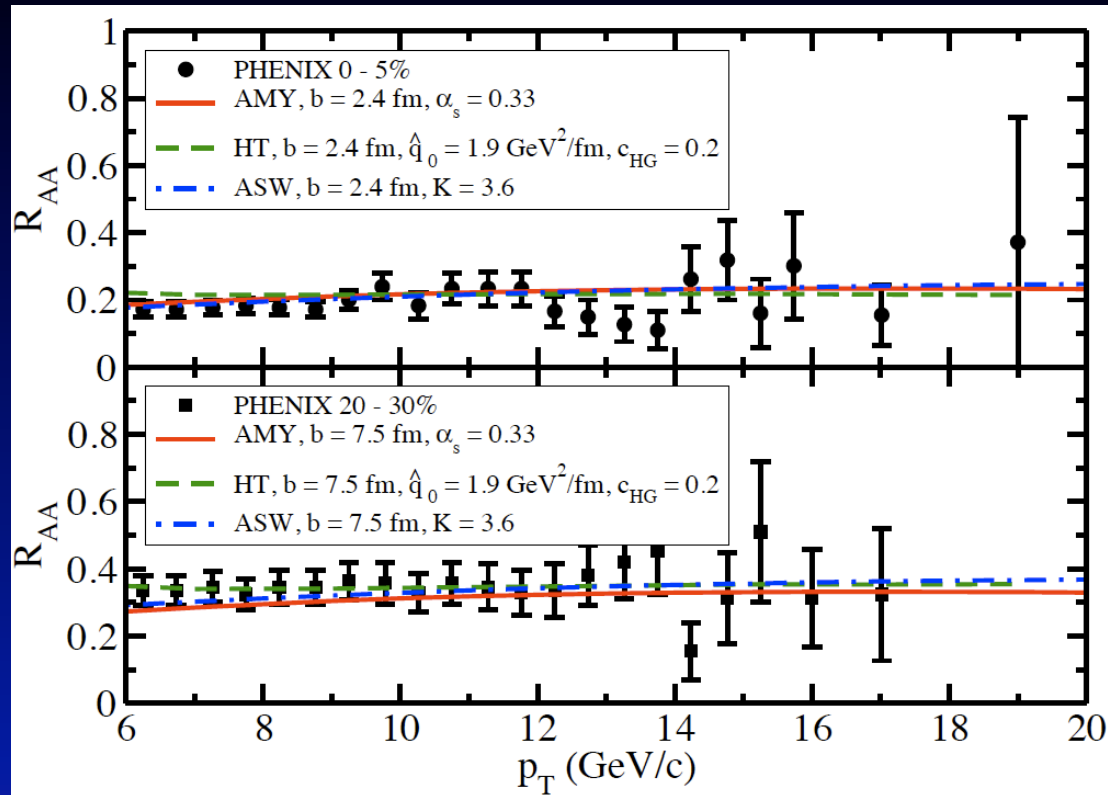 1
0.8
0.6
0.4
0.2
0
R_AA
PHENIX 0 - 5%
AMY, b = 2.4 fm, α_s = 0.33
HT, b = 2.4 fm, q̂_0 = 1.9 GeV²/fm, c_HG = 0.2
ASW, b = 2.4 fm, K = 3.6
0.8
0.6
0.4
0.2
0
R_AA
PHENIX 20 - 30%
AMY, b = 7.5 fm, α_s = 0.33
HT, b = 7.5 fm, q̂_0 = 1.9 GeV²/fm, c_HG = 0.2
ASW, b = 7.5 fm, K = 3.6
6 8 10 12 14 16 18 20
p_T (GeV/c)